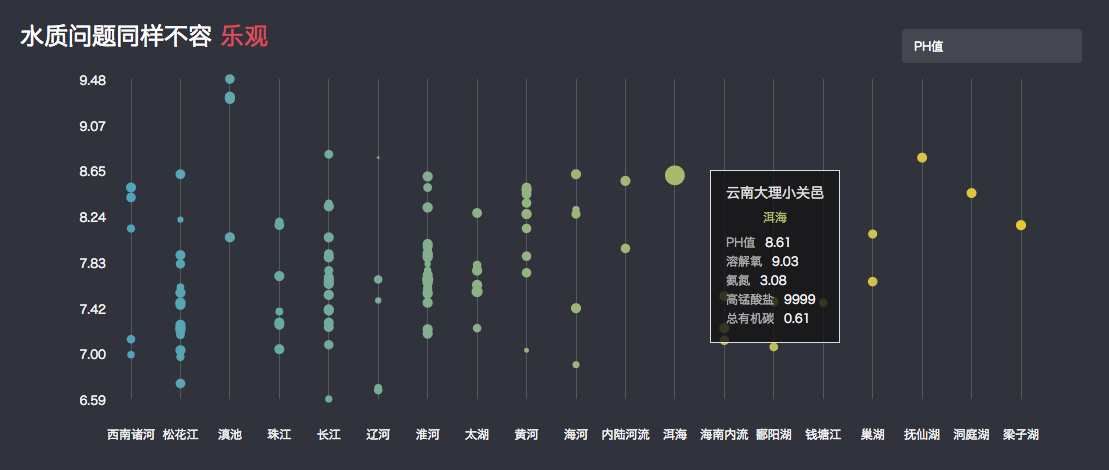 水质问题同样不容 乐观
PH值
9.48
9.07
8.65
8.24
7.83
7.42
7.00
6.59
云南大理小关邑
洱海
PH值 8.61
溶解氧 9.03
氨氮 3.08
高锰酸盐 9999
总有机碳 0.61
西南诸河 松花江 滇池 珠江 长江 辽河 淮河 太湖 黄河 海河 内陆河流 洱海 海南内流 鄱阳湖 钱塘江 巢湖 抚仙湖 洞庭湖 梁子湖